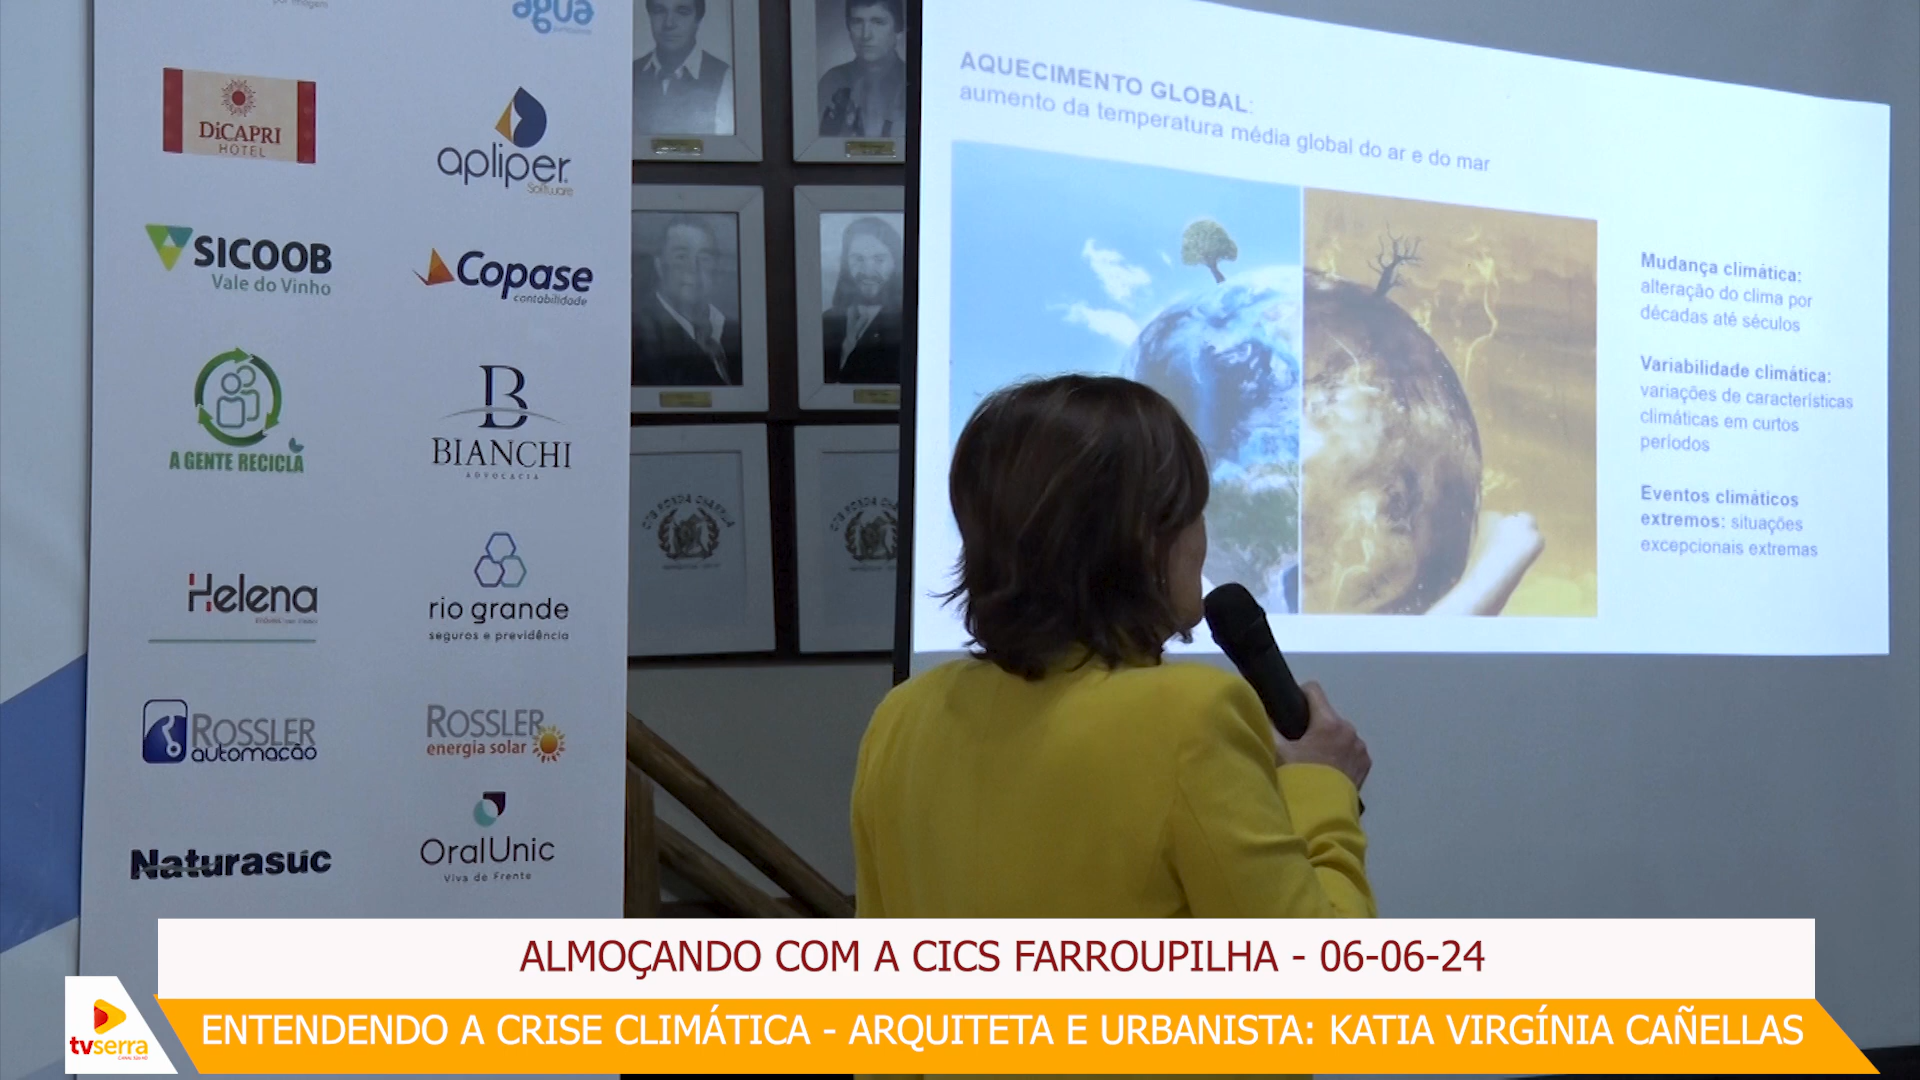 por imagem
água
DiCAPRI
HOTEL
apliper
Software
SICOOB
Vale do Vinho
Copase
contabilidade
A GENTE RECICLA
B
BIANCHI
ADVOCACIA
Helena
rio grande
seguros e previdência
ROSSLER
automação
ROSSLER
energia solar
Naturasuc
OralUnic
Viva de Frente
AQUECIMENTO GLOBAL:
aumento da temperatura média global do ar e do mar
Mudança climática:
alteração do clima por
décadas até séculos
Variabilidade climática:
variações de características
climáticas em curtos
períodos
Eventos climáticos
extremos: situações
excepcionais extremas
ALMOÇANDO COM A CICS FARROUPILHA - 06-06-24
tvserra
ENTENDENDO A CRISE CLIMÁTICA - ARQUITETA E URBANISTA: KATIA VIRGÍNIA CAÑELLAS